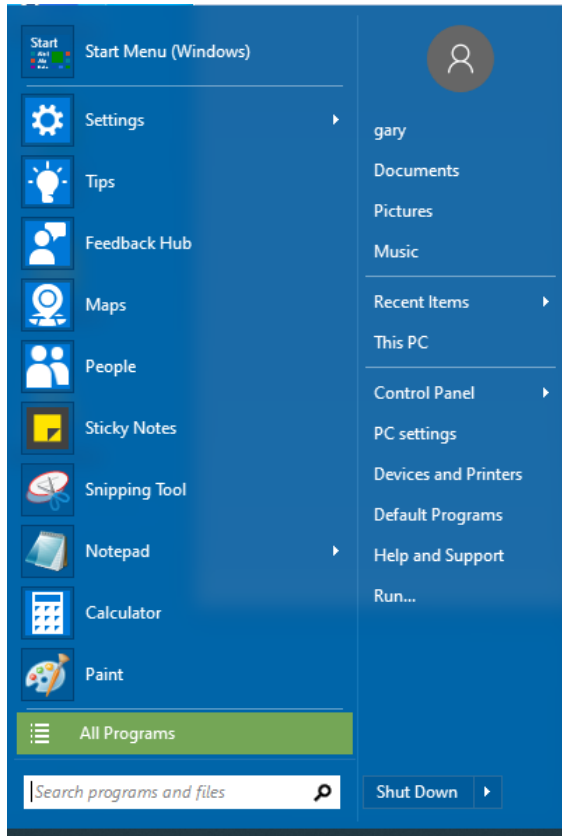 Start
Start Menu (Windows)
Settings
Tips
Feedback Hub
Maps
People
Sticky Notes
Snipping Tool
Notepad
Calculator
Paint
All Programs
Search programs and files
gary
Documents
Pictures
Music
Recent Items
This PC
Control Panel
PC settings
Devices and Printers
Default Programs
Help and Support
Run...
Shut Down